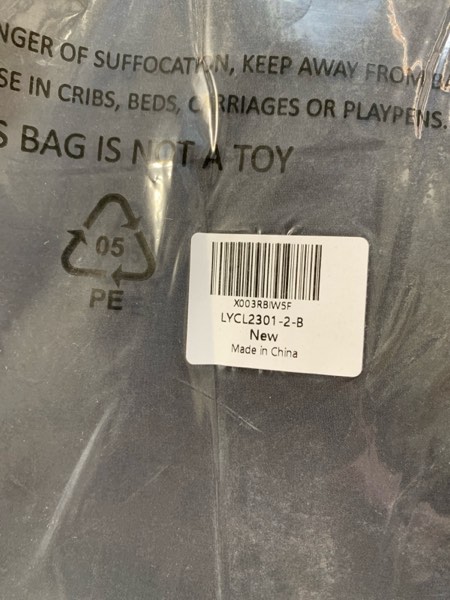 NGER OF SUFFOCATION, KEEP AWAY FROM
SE IN CRIBS, BEDS, CARRIAGES OR PLAYPENS.
S BAG IS NOT A TOY
05
PE
X003RBIW5F
LYCL2301-2-B
New
Made in China